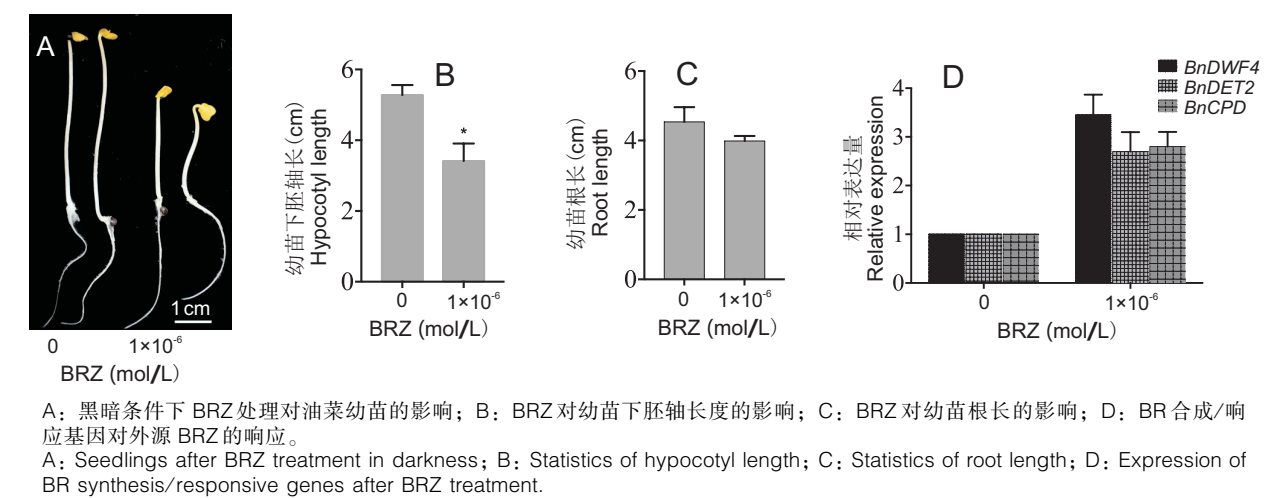 A
1 cm
0 1×10⁻⁶
BRZ (mol/L)
B
幼苗下胚轴长(cm)
Hypocotyl length
6
4
2
0
*
0 1×10⁻⁶
BRZ (mol/L)
C
幼苗根长(cm)
Root length
6
4
2
0
0 1×10⁻⁶
BRZ (mol/L)
D
BnDWF4
BnDET2
BnCPD
相对表达量
Relative expression
4
3
2
1
0
0 1×10⁻⁶
BRZ (mol/L)
A：黑暗条件下 BRZ处理对油菜幼苗的影响；B：BRZ对幼苗下胚轴长度的影响；C：BRZ对幼苗根长的影响；D：BR合成/响
应基因对外源 BRZ的响应。
A：Seedlings after BRZ treatment in darkness；B：Statistics of hypocotyl length；C：Statistics of root length；D：Expression of
BR synthesis/responsive genes after BRZ treatment.